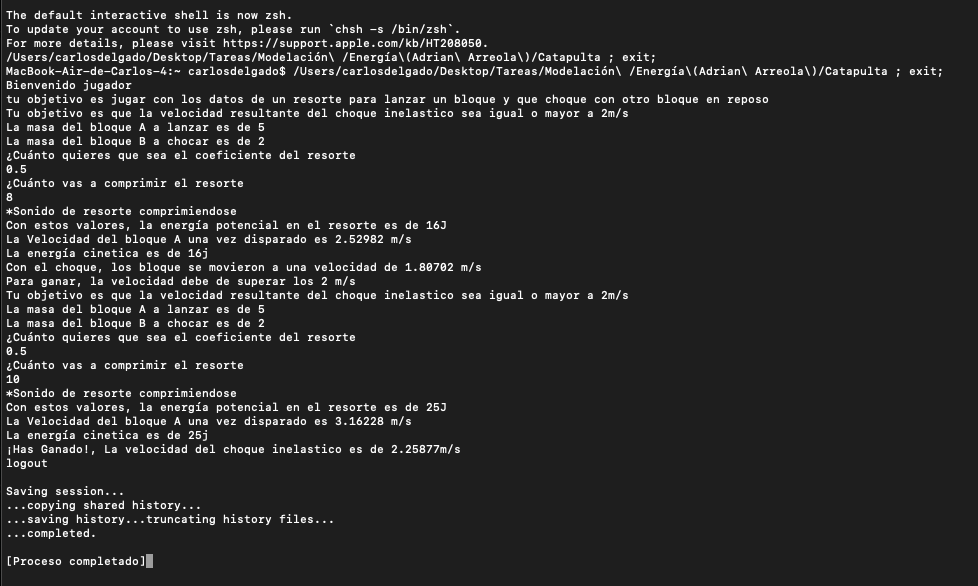 The default interactive shell is now zsh.
To update your account to use zsh, please run `chsh -s /bin/zsh`.
For more details, please visit https://support.apple.com/kb/HT208050.
/Users/carlosdelgado/Desktop/Tareas/Modelación\ /Energía\(Adrian\ Arreola\)/Catapulta ; exit;
MacBook-Air-de-Carlos-4:~ carlosdelgado$ /Users/carlosdelgado/Desktop/Tareas/Modelación\ /Energía\(Adrian\ Arreola\)/Catapulta ; exit;
Bienvenido jugador
tu objetivo es jugar con los datos de un resorte para lanzar un bloque y que choque con otro bloque en reposo
Tu objetivo es que la velocidad resultante del choque inelastico sea igual o mayor a 2m/s
La masa del bloque A a lanzar es de 5
La masa del bloque B a chocar es de 2
¿Cuánto quieres que sea el coeficiente del resorte
0.5
¿Cuánto vas a comprimir el resorte
8
*Sonido de resorte comprimiendose
Con estos valores, la energía potencial en el resorte es de 16J
La Velocidad del bloque A una vez disparado es 2.52982 m/s
La energía cinetica es de 16j
Con el choque, los bloque se movieron a una velocidad de 1.80702 m/s
Para ganar, la velocidad debe de superar los 2 m/s
Tu objetivo es que la velocidad resultante del choque inelastico sea igual o mayor a 2m/s
La masa del bloque A a lanzar es de 5
La masa del bloque B a chocar es de 2
¿Cuánto quieres que sea el coeficiente del resorte
0.5
¿Cuánto vas a comprimir el resorte
10
*Sonido de resorte comprimiendose
Con estos valores, la energía potencial en el resorte es de 25J
La Velocidad del bloque A una vez disparado es 3.16228 m/s
La energía cinetica es de 25j
¡Has Ganado!, La velocidad del choque inelastico es de 2.25877m/s
logout
Saving session...
...copying shared history...
...saving history...truncating history files...
...completed.
[Proceso completado]